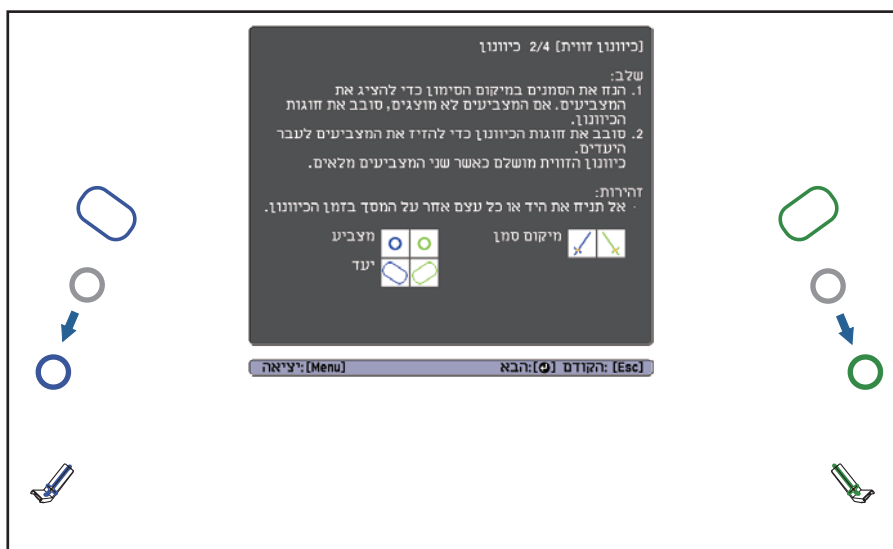 [כיוונון זווית] 2/4 כיוונון
שלב:
1. הנח את הסמנים במיקום הסימון כדי להציג את
המצביעים. אם המצביעים לא מוצגים, סובב את חוגות
הכיוונון.
2. סובב את חוגות הכיוונון כדי להזיז את המצביעים לעבר
היעדים.
כיוונון הזווית מושלם כאשר שני המצביעים מלאים.
זהירות:
· אל תניח את היד או כל עצם אחר על המסך בזמן הכיוונון.
מיקום סמן
מצביע
יעד
[Esc] :הקודם [⏎]:הבא [Menu]:יציאה